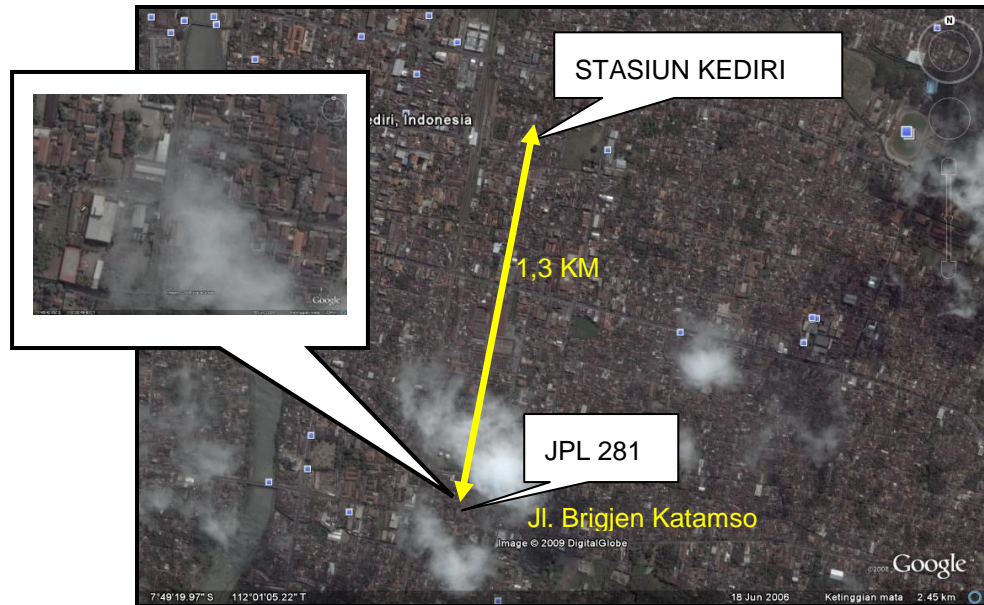 STASIUN KEDIRI
ediri, Indonesia
N
1,3 KM
Google
JPL 281
Jl. Brigjen Katamso
Image © 2009 DigitalGlobe
Google
7°49'19.97" S 112°01'05.22" T
18 Jun 2006
Ketinggian mata 2.45 km